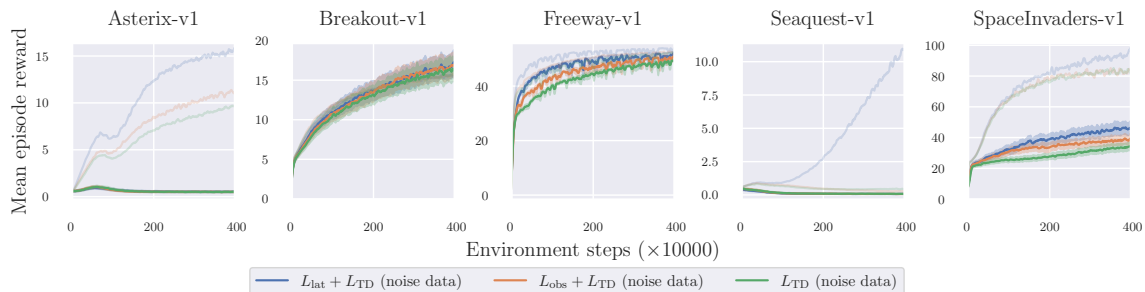 Asterix-v1 Breakout-v1 Freeway-v1 Seaquest-v1 SpaceInvaders-v1
Mean episode reward
15
10
5
0
0 200 400
20
15
10
5
0
0 200 400
40
20
0
0 200 400
10.0
7.5
5.0
2.5
0.0
0 200 400
100
80
60
40
20
0
0 200 400
Environment steps (×10000)
L_lat + L_TD (noise data) L_obs + L_TD (noise data) L_TD (noise data)